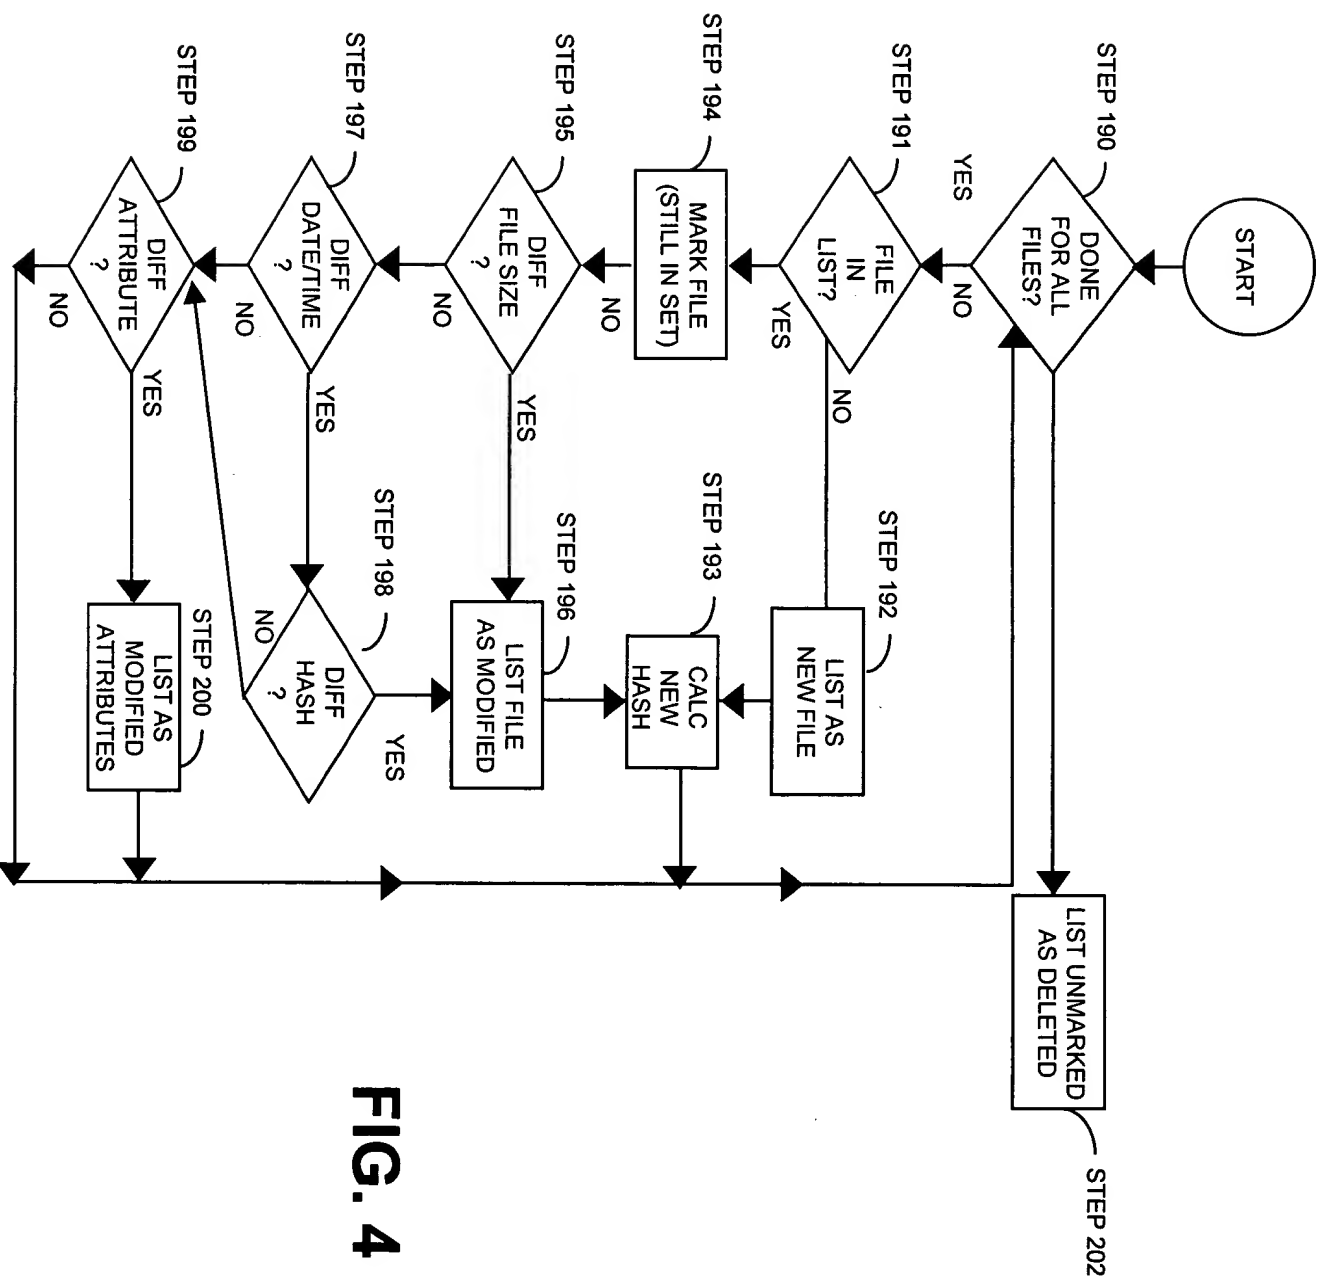 START
STEP 190
DONE
FOR ALL
FILES?
YES
NO
LIST UNMARKED
AS DELETED
STEP 202
STEP 191
FILE
IN
LIST?
NO
YES
STEP 192
LIST AS
NEW FILE
STEP 194
MARK FILE
(STILL IN SET)
NO
STEP 193
CALC
NEW
HASH
STEP 195
DIFF
FILE SIZE
?
YES
NO
STEP 196
LIST FILE
AS MODIFIED
STEP 197
DIFF
DATE/TIME
?
YES
NO
STEP 198
DIFF
HASH
?
YES
NO
STEP 199
DIFF
ATTRIBUTE
?
YES
NO
STEP 200
LIST AS
MODIFIED
ATTRIBUTES
FIG. 4